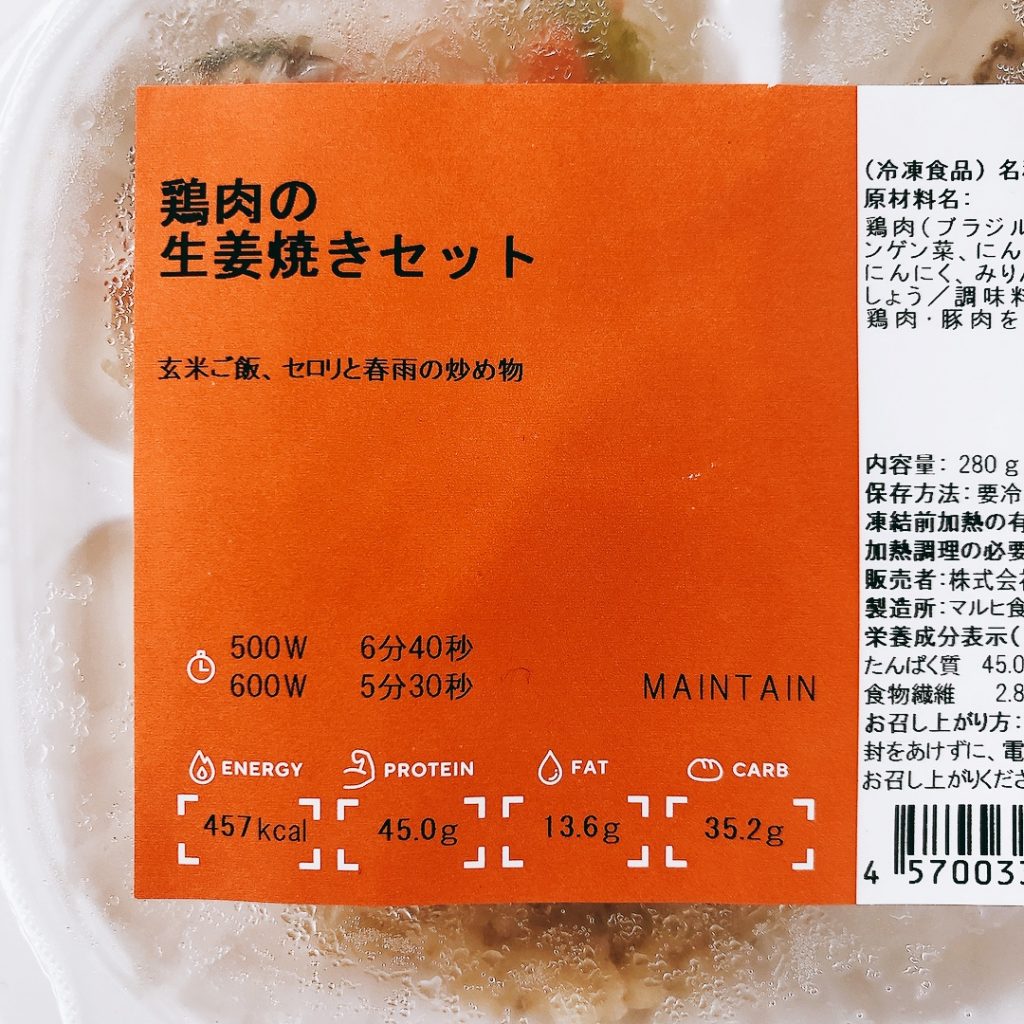 鶏肉の
生姜焼きセット
玄米ご飯、セロリと春雨の炒め物
500W 6分40秒
600W 5分30秒
MAINTAIN
ENERGY PROTEIN FAT CARB
457kcal 45.0g 13.6g 35.2g
(冷凍食品) 名
原材料名:
鶏肉(ブラジル
ンゲン菜、にん
にんにく、みりん
しょう/調味料
鶏肉・豚肉を
内容量: 280g
保存方法:要冷
凍結前加熱の有
加熱調理の必要
販売者:株式会社
製造所:マルヒ食
栄養成分表示(
たんぱく質 45.0
食物繊維 2.8
お召し上がり方:
封をあけずに、電
お召し上がりくださ
4 570033